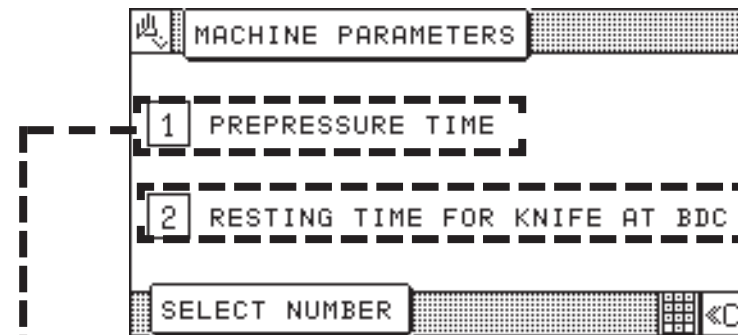 MACHINE PARAMETERS
1 PREPRESSURE TIME
2 RESTING TIME FOR KNIFE AT BDC
SELECT NUMBER
«C